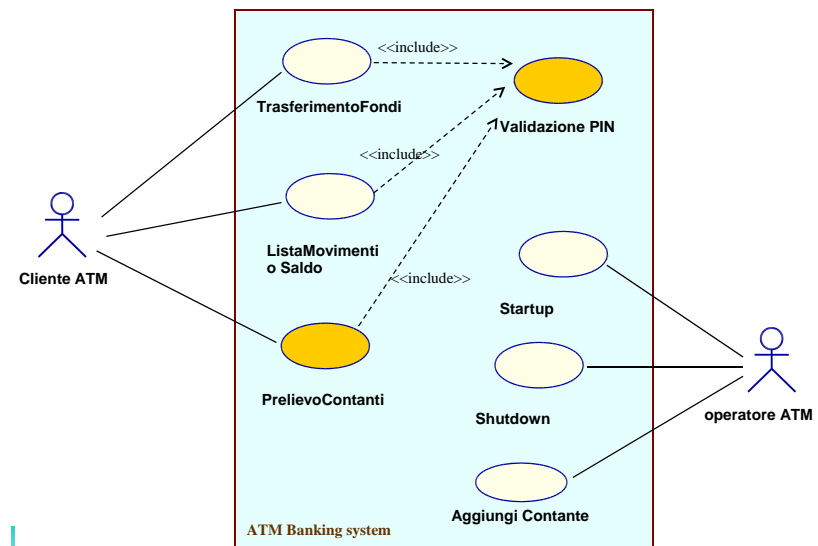 <<include>>
TrasferimentoFondi
Validazione PIN
<<include>>
ListaMovimenti
o Saldo
Cliente ATM
<<include>>
Startup
PrelievoContanti
Shutdown
operatore ATM
Aggiungi Contante
ATM Banking system